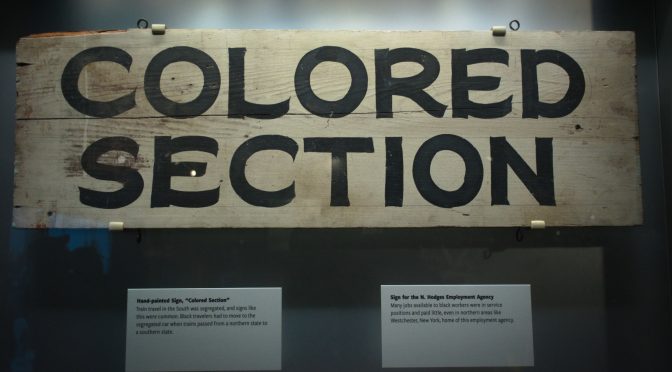 COLORED
SECTION
Hand-painted Sign, "Colored Section"
Train travel in the South was segregated, and signs like
this were common. Black travelers had to move to the
segregated car when trains passed from a northern state to
a southern state.
Sign for the N. Hodges Employment Agency
Many jobs available to black workers were in service
positions and paid little, even in northern areas like
Westchester, New York, home of this employment agency.